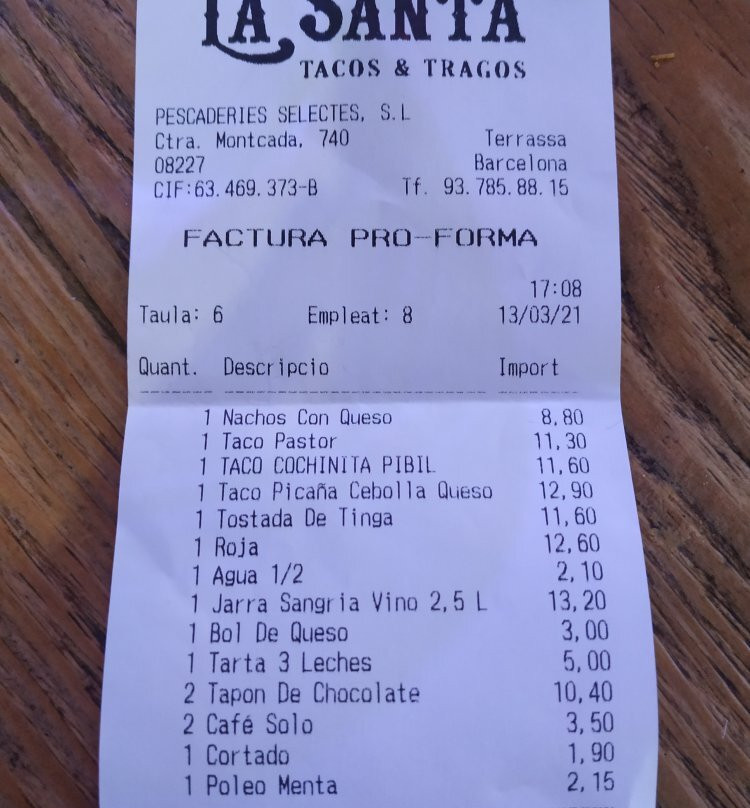 LA SANTA
TACOS & TRAGOS
PESCADERIES SELECTES, S.L
Ctra. Montcada, 740 Terrassa
08227 Barcelona
CIF:63.469.373-B Tf. 93.785.88.15
FACTURA PRO-FORMA
17:08
Taula: 6 Empleat: 8 13/03/21
Quant. Descripcio Import
1 Nachos Con Queso 8,80
1 Taco Pastor 11,30
1 TACO COCHINITA PIBIL 11,60
1 Taco Picaña Cebolla Queso 12,90
1 Tostada De Tinga 11,60
1 Roja 12,60
1 Agua 1/2 2,10
1 Jarra Sangria Vino 2,5 L 13,20
1 Bol De Queso 3,00
1 Tarta 3 Leches 5,00
2 Tapon De Chocolate 10,40
2 Café Solo 3,50
1 Cortado 1,90
1 Poleo Menta 2,15